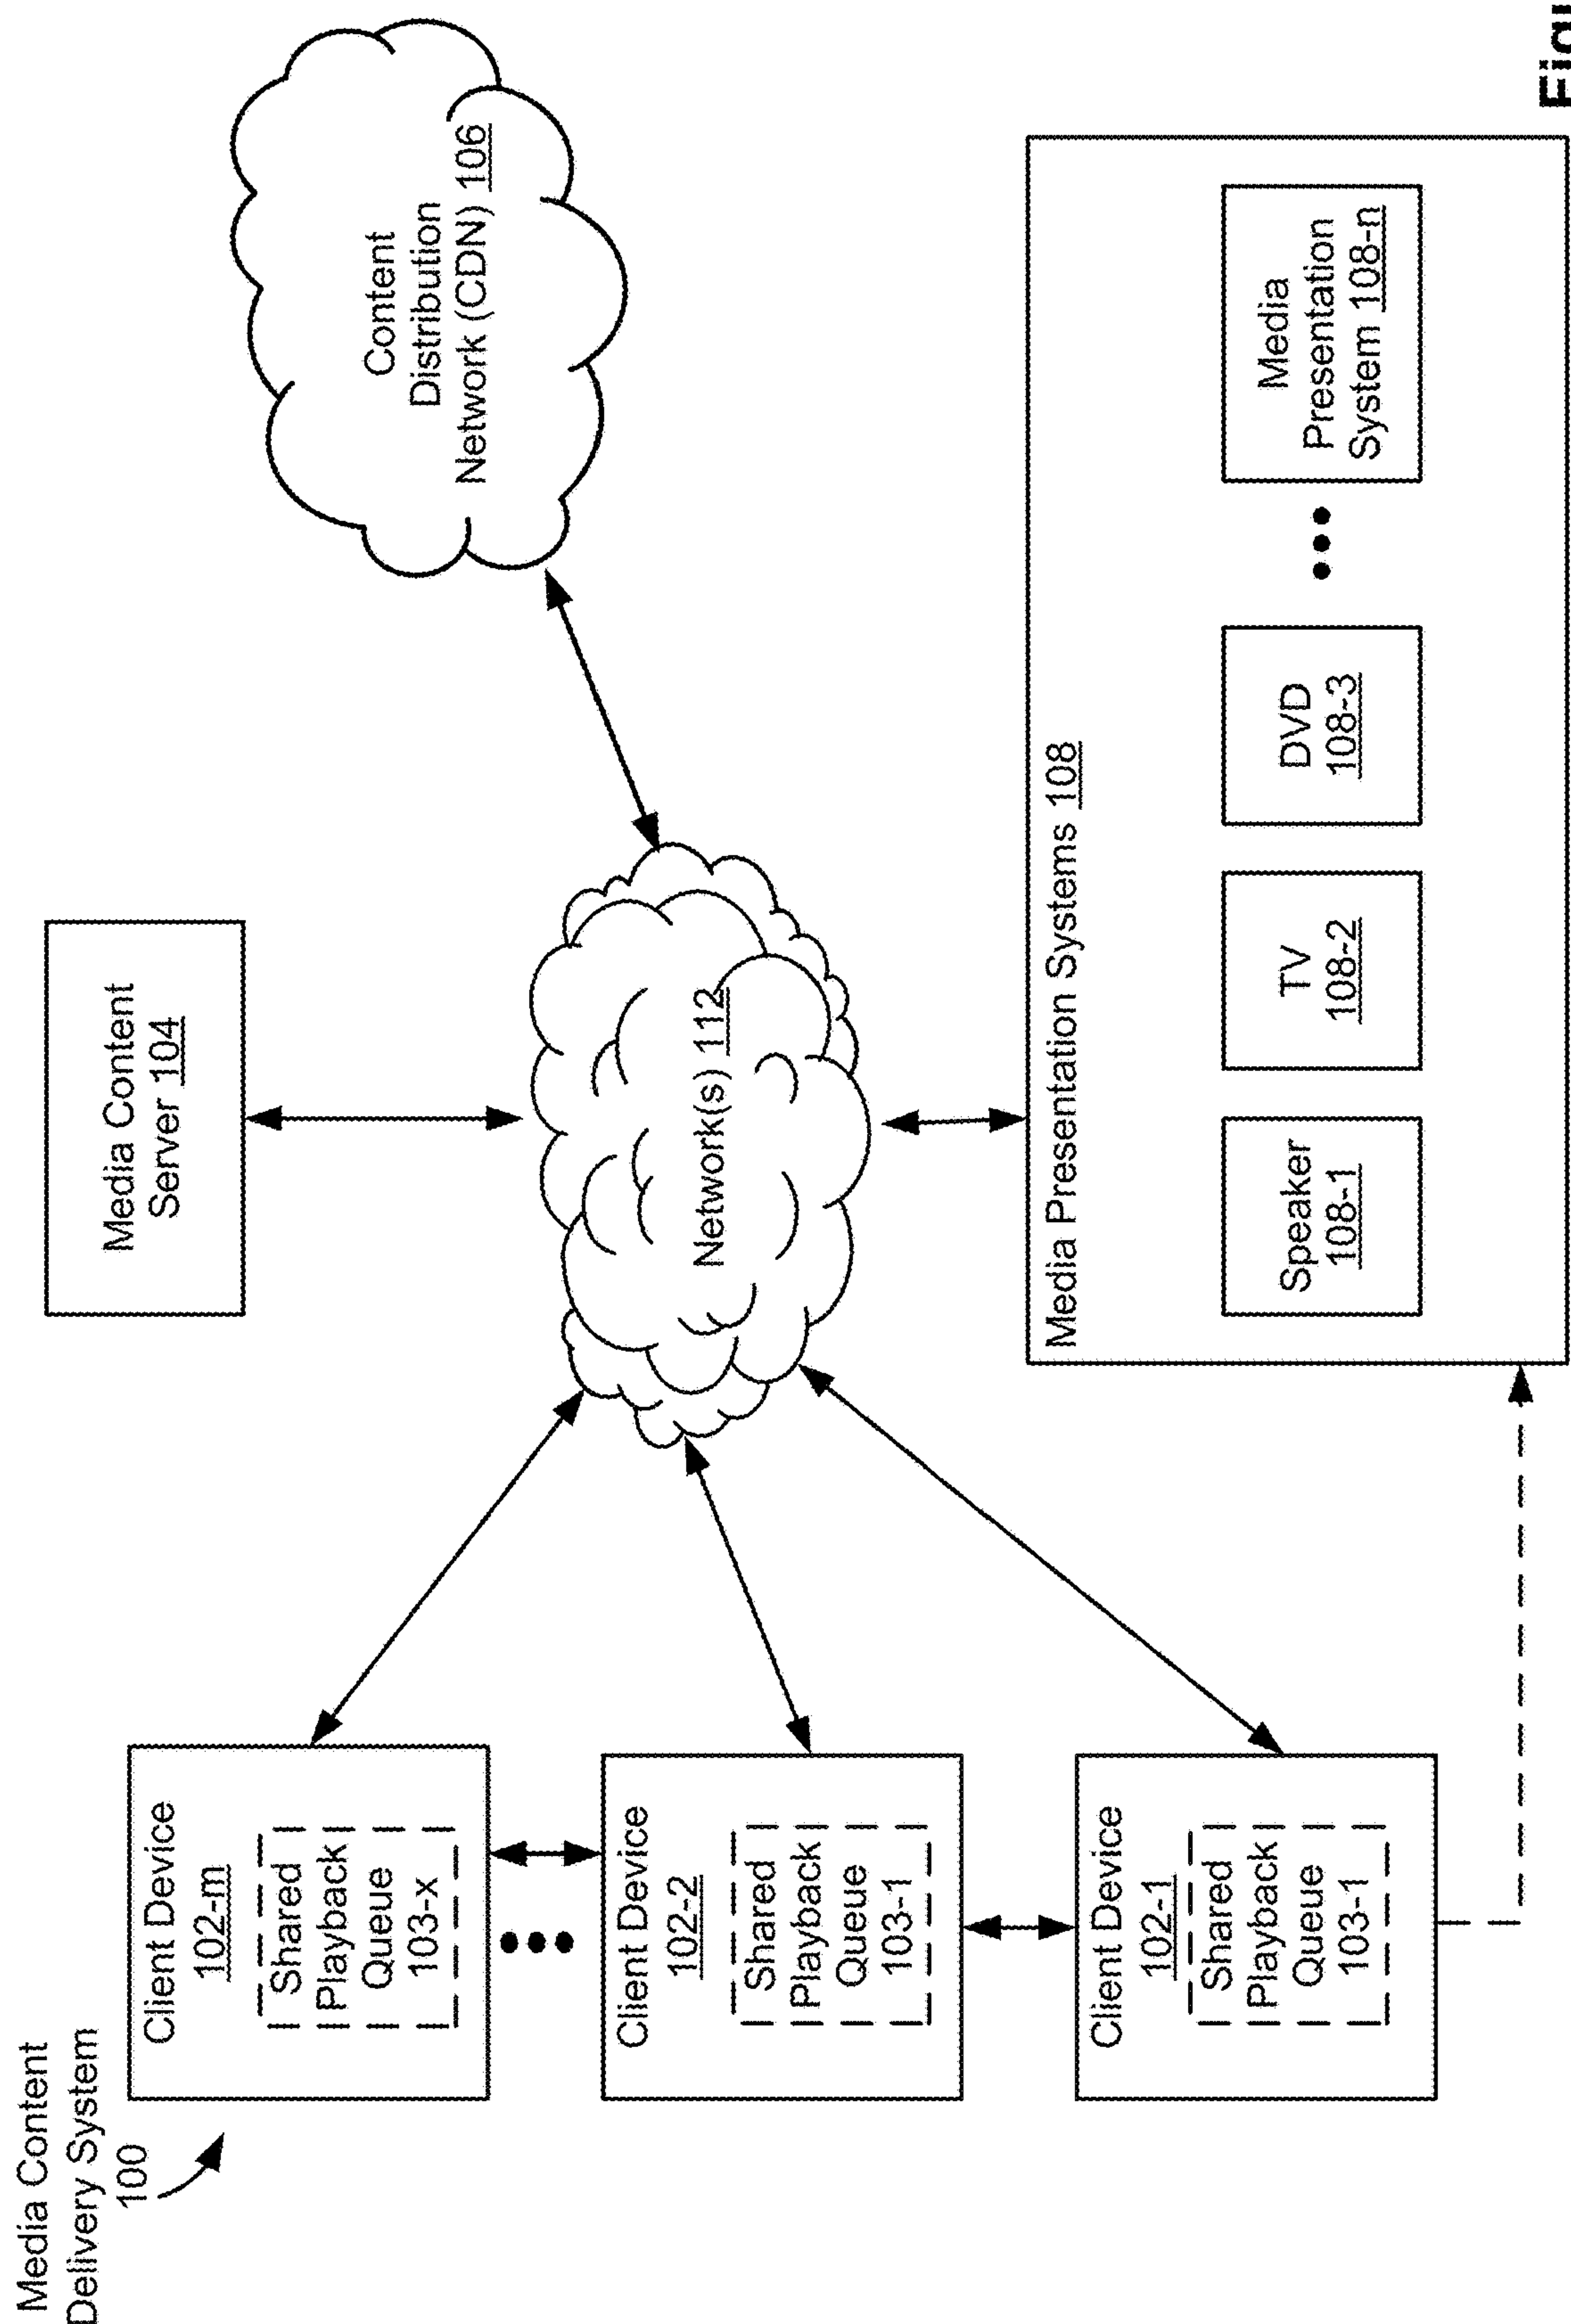 Media Content
Delivery System
100
Client Device
102-m
Shared
Playback
Queue
103-x
Client Device
102-2
Shared
Playback
Queue
103-1
Client Device
102-1
Shared
Playback
Queue
103-1
Media Content
Server 104
Network(s) 112
Content
Distribution
Network (CDN) 106
Media Presentation Systems 108
Speaker
108-1
TV
108-2
DVD
108-3
Media
Presentation
System 108-n